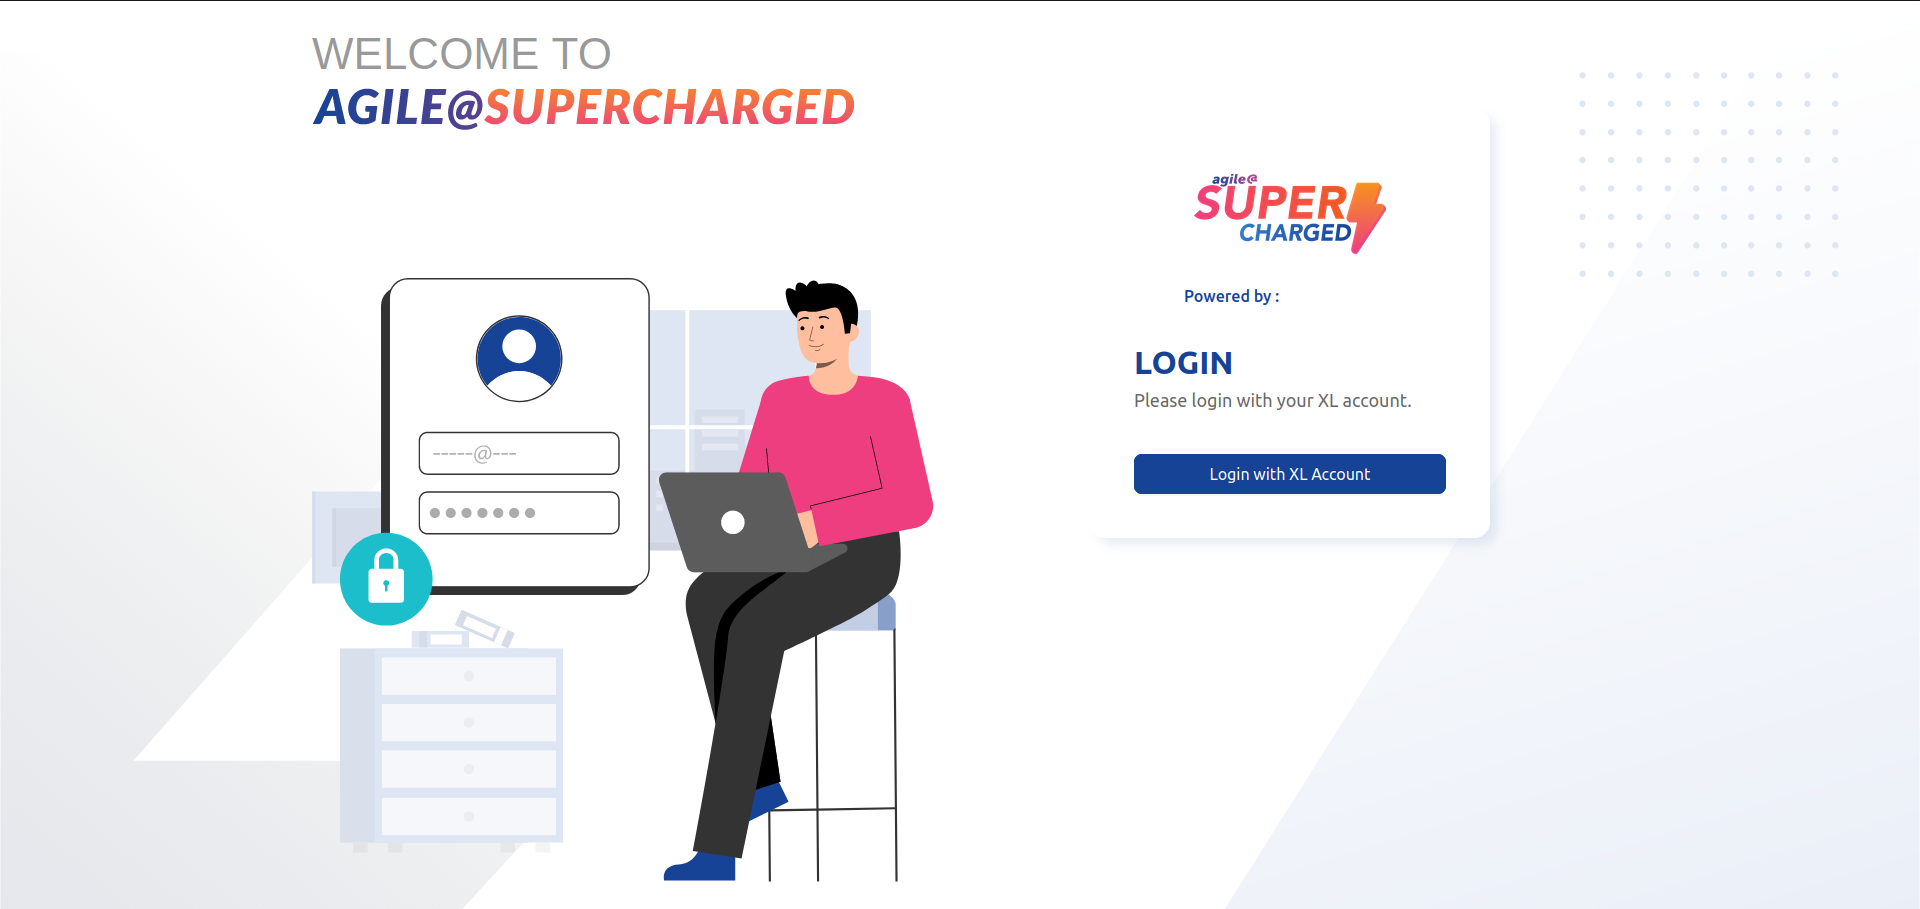 WELCOME TO
AGILE@SUPERCHARGED
-----@---
agile@
SUPER
CHARGED
Powered by :
LOGIN
Please login with your XL account.
Login with XL Account